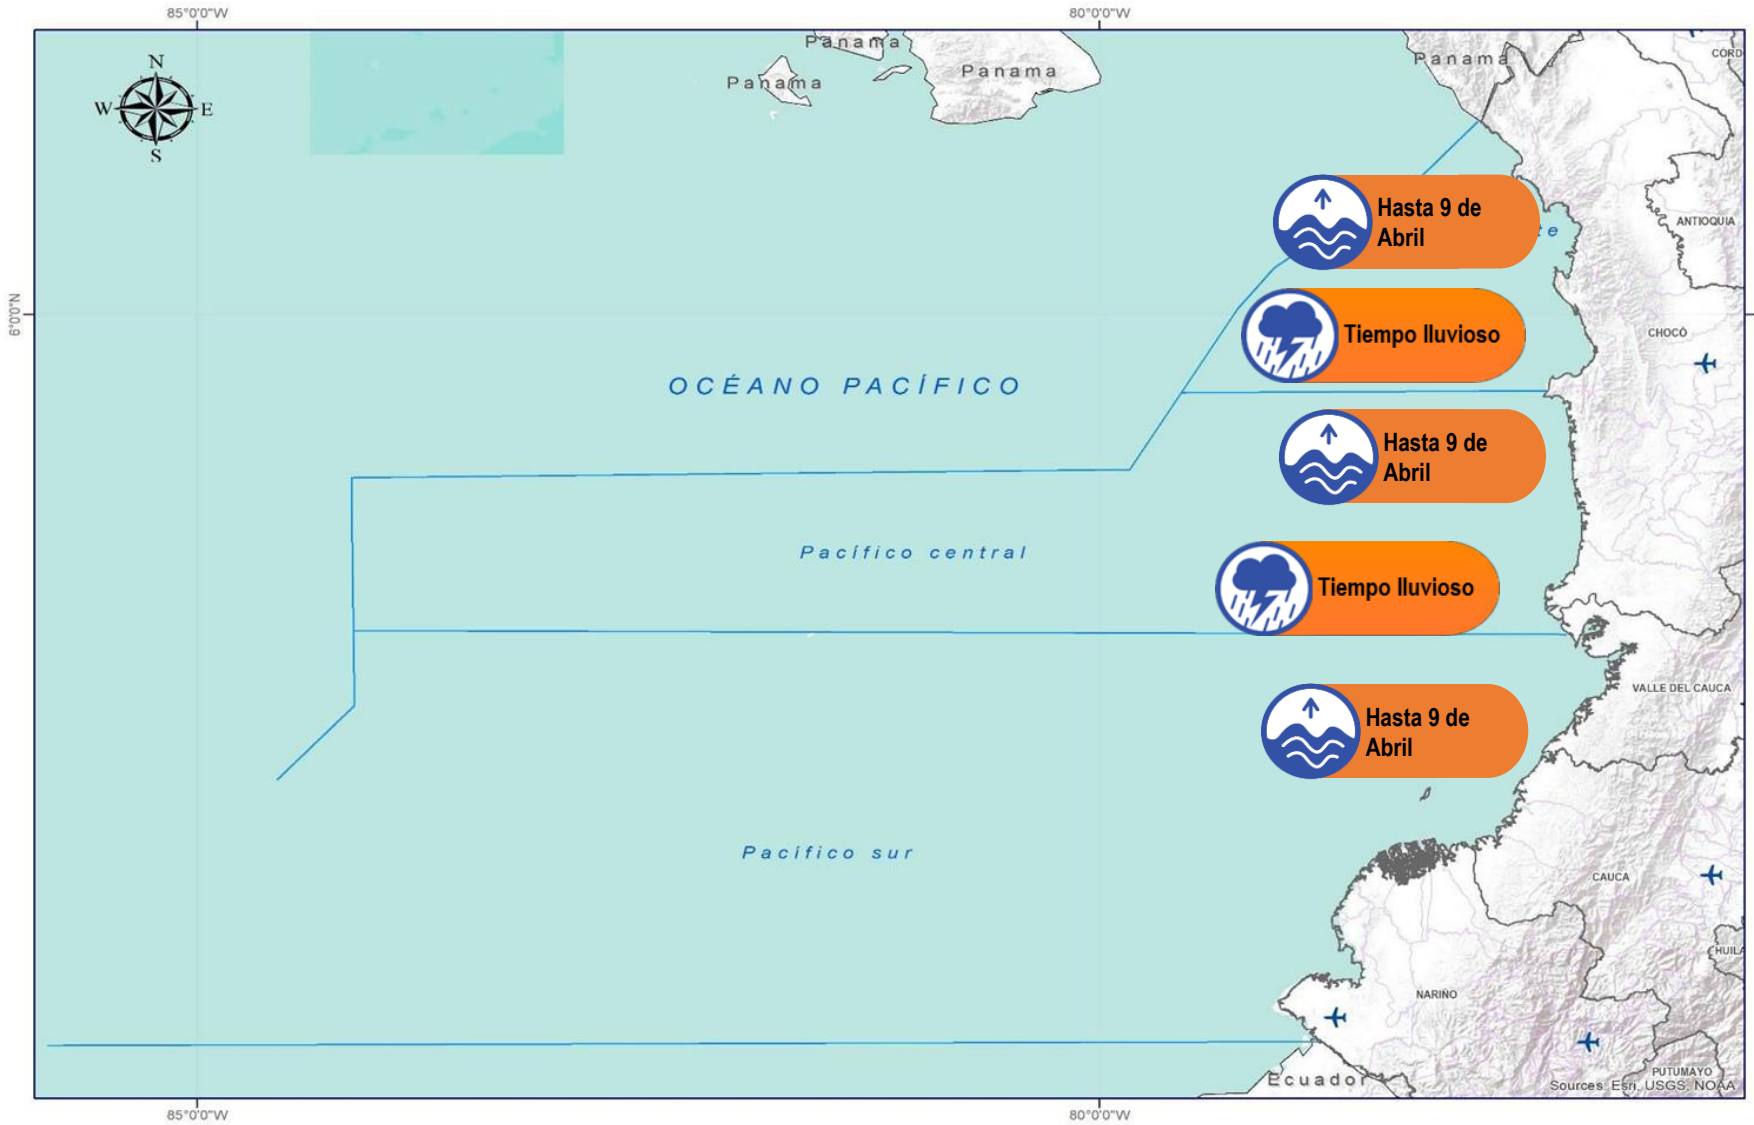 85°0'0"W
80°0'0"W
N
W
E
S
Panama
Panama
Panama
Panama
ANTIOQUIA
Hasta 9 de
Abril
te
6°0'0"N
Tiempo lluvioso
CHOCÓ
OCÉANO PACÍFICO
Hasta 9 de
Abril
Pacífico central
Tiempo lluvioso
VALLE DEL CAUCA
Hasta 9 de
Abril
Pacífico sur
CAUCA
HUILA
NARIÑO
PUTUMAYO
Ecuador
Sources: Esri, USGS, NOAA
85°0'0"W
80°0'0"W